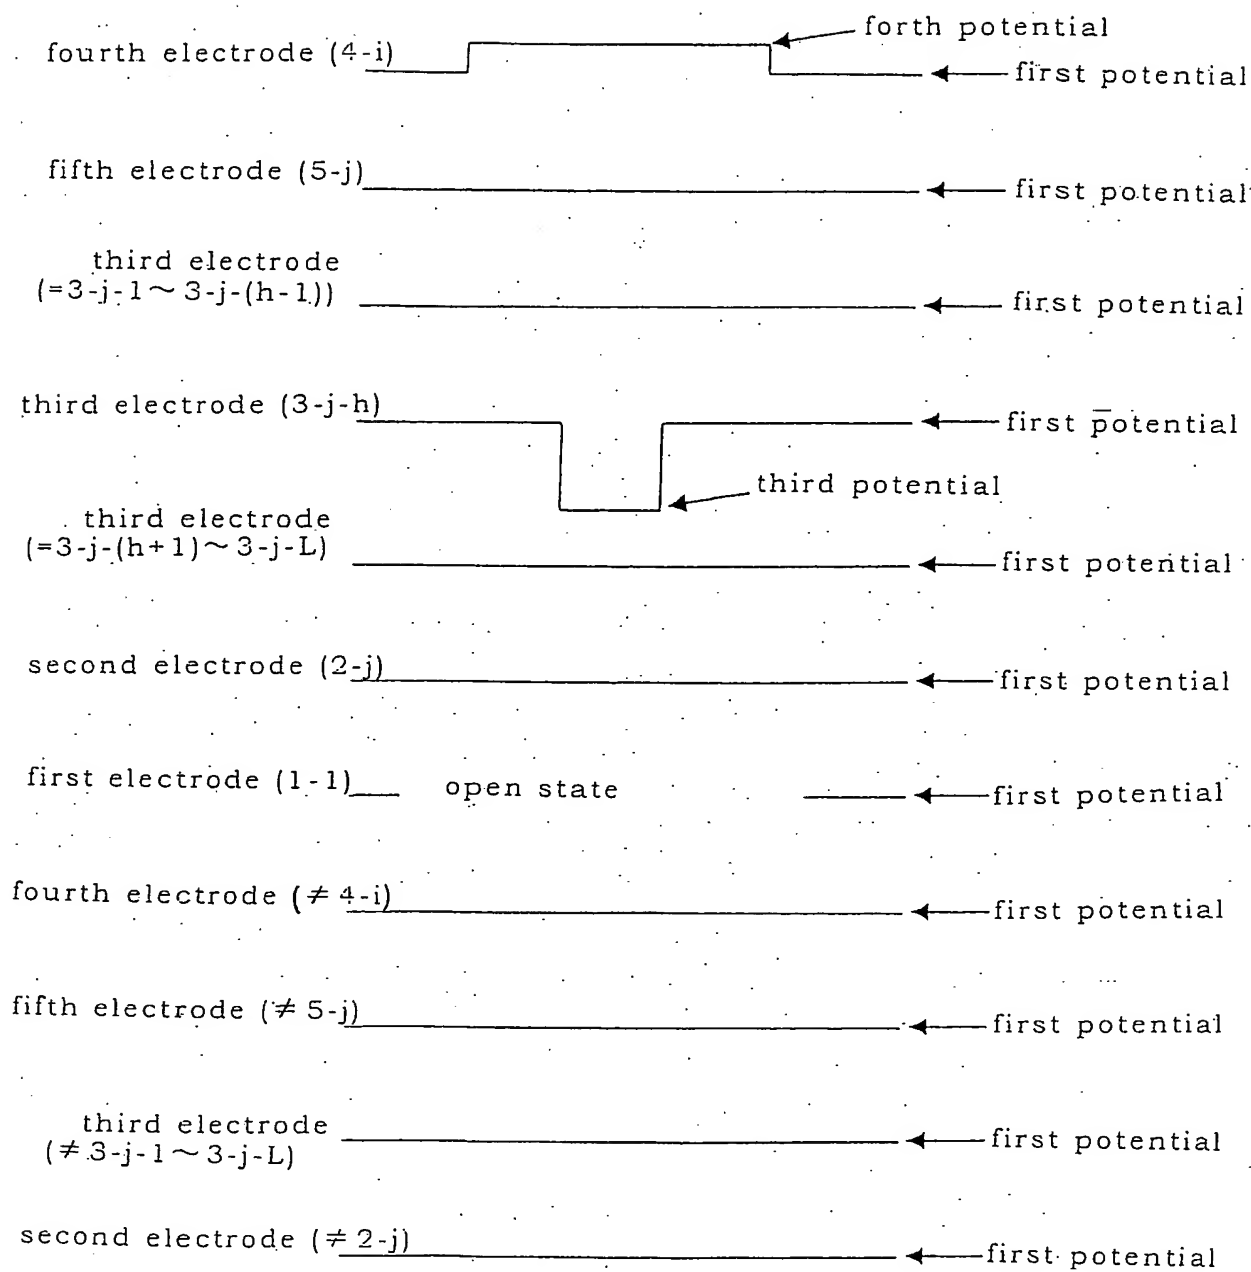 forth potential
fourth electrode (4-i)
first potential
fifth electrode (5-j)
first potential
third electrode
(=3-j-1~3-j-(h-1))
first potential
third electrode (3-j-h)
first potential
third potential
third electrode
(=3-j-(h+1)~3-j-L)
first potential
second electrode (2-j)
first potential
first electrode (1-1)
open state
first potential
fourth electrode (≠4-i)
first potential
fifth electrode (≠5-j)
first potential
third electrode
(≠3-j-1~3-j-L)
first potential
second electrode (≠2-j)
first potential